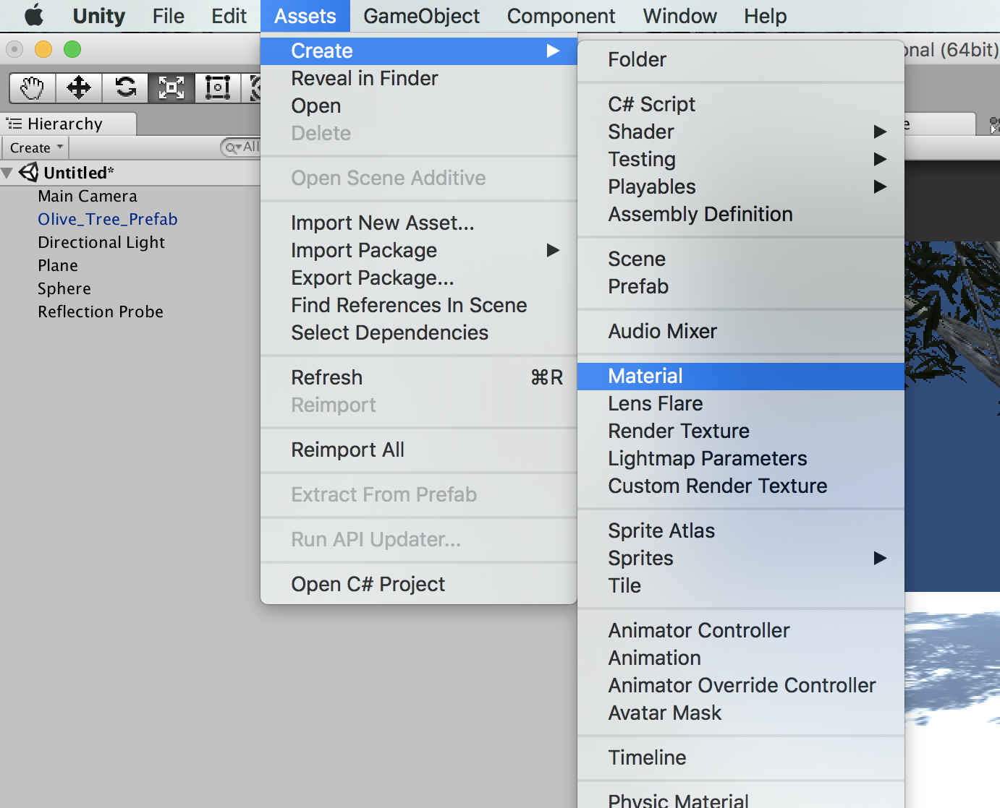 Unity File Edit Assets GameObject Component Window Help
onal (64bit)
Hierarchy
Create
All
Untitled*
Main Camera
Olive_Tree_Prefab
Directional Light
Plane
Sphere
Reflection Probe
Create
Reveal in Finder
Open
Delete
Open Scene Additive
Import New Asset...
Import Package
Export Package...
Find References In Scene
Select Dependencies
Refresh ⌘R
Reimport
Reimport All
Extract From Prefab
Run API Updater...
Open C# Project
Folder
C# Script
Shader
Testing
Playables
Assembly Definition
Scene
Prefab
Audio Mixer
Material
Lens Flare
Render Texture
Lightmap Parameters
Custom Render Texture
Sprite Atlas
Sprites
Tile
Animator Controller
Animation
Animator Override Controller
Avatar Mask
Timeline
Physic Material
e